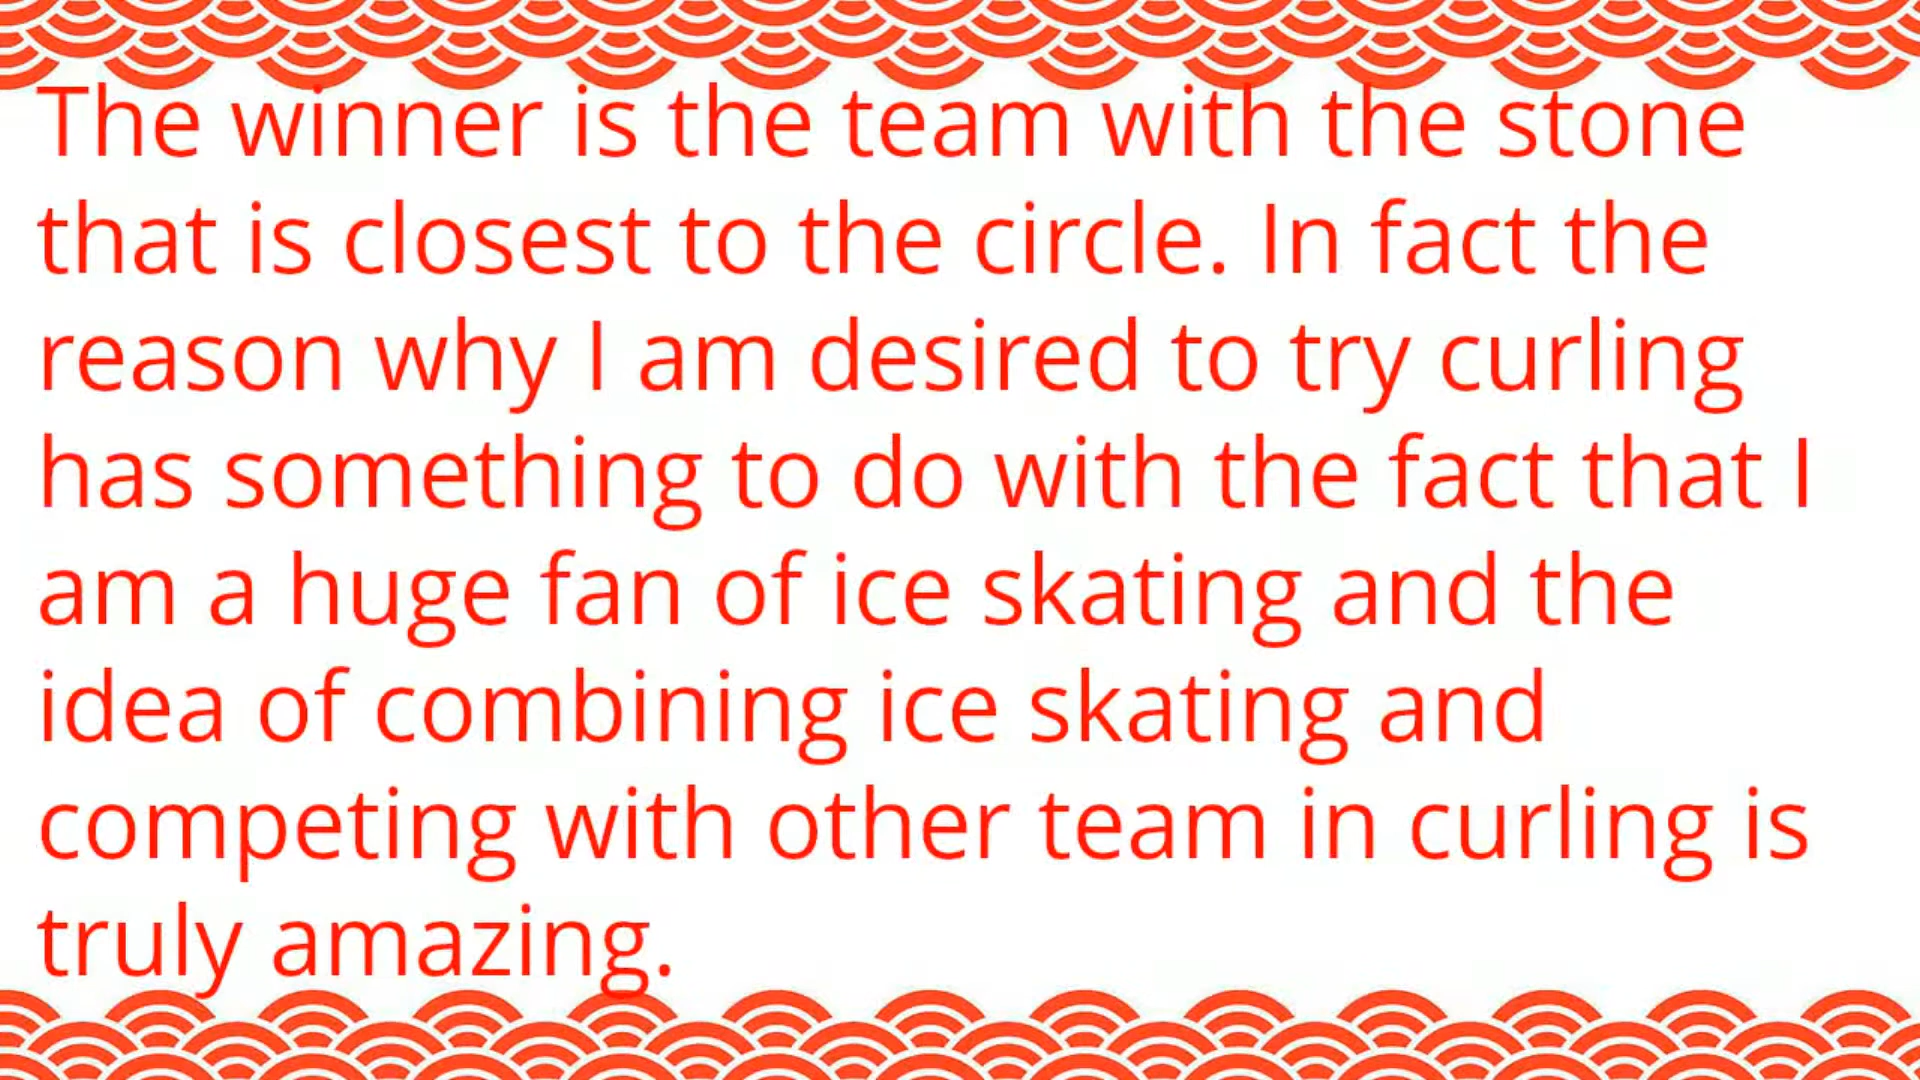 The winner is the team with the stone
that is closest to the circle. In fact the
reason why I am desired to try curling
has something to do with the fact that I
am a huge fan of ice skating and the
idea of combining ice skating and
competing with other team in curling is
truly amazing.